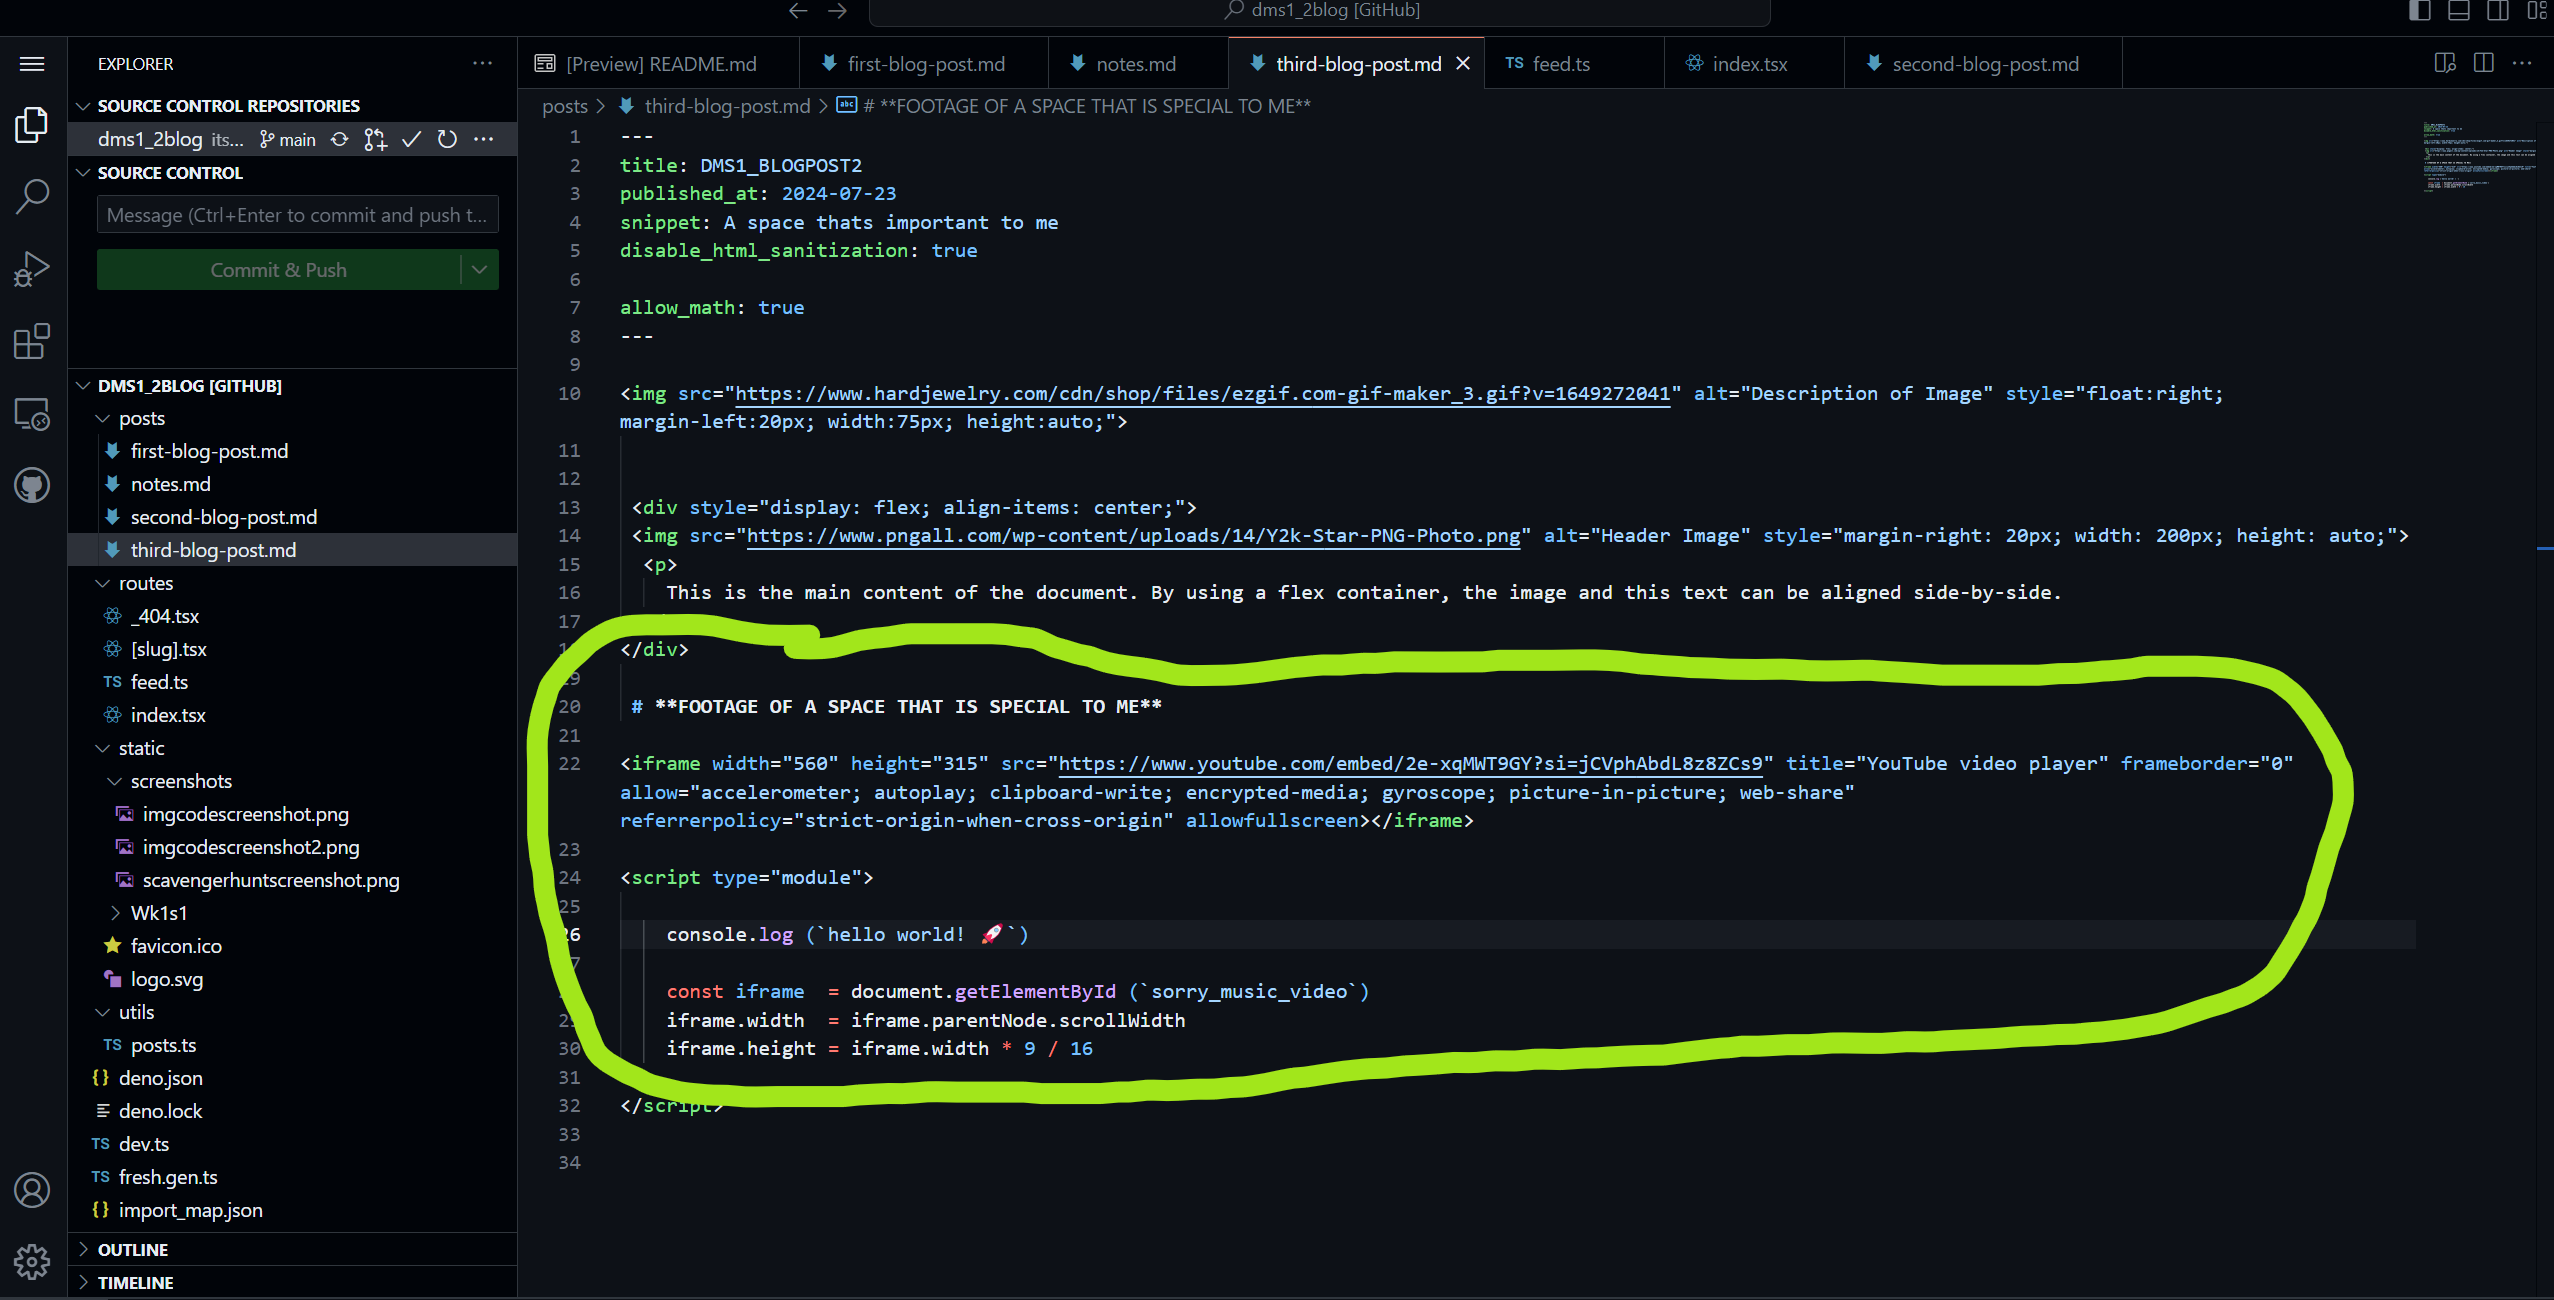 dms1_2blog [GitHub]
EXPLORER
SOURCE CONTROL REPOSITORIES
dms1_2blog its... main
SOURCE CONTROL
Message (Ctrl+Enter to commit and push t...
Commit & Push
DMS1_2BLOG [GITHUB]
posts
first-blog-post.md
notes.md
second-blog-post.md
third-blog-post.md
routes
_404.tsx
[slug].tsx
TS feed.ts
index.tsx
static
screenshots
imgcodescreenshot.png
imgcodescreenshot2.png
scavengerhuntscreenshot.png
Wk1s1
favicon.ico
logo.svg
utils
TS posts.ts
{} deno.json
deno.lock
TS dev.ts
TS fresh.gen.ts
{} import_map.json
OUTLINE
TIMELINE
[Preview] README.md first-blog-post.md notes.md third-blog-post.md TS feed.ts index.tsx second-blog-post.md
posts > third-blog-post.md > abc # **FOOTAGE OF A SPACE THAT IS SPECIAL TO ME**
1 ---
2 title: DMS1_BLOGPOST2
3 published_at: 2024-07-23
4 snippet: A space thats important to me
5 disable_html_sanitization: true
6
7 allow_math: true
8 ---
9
10 <img src="https://www.hardjewelry.com/cdn/shop/files/ezgif.com-gif-maker_3.gif?v=1649272041" alt="Description of Image" style="float:right;
margin-left:20px; width:75px; height:auto;">
11
12
13 <div style="display: flex; align-items: center;">
14 <img src="https://www.pngall.com/wp-content/uploads/14/Y2k-Star-PNG-Photo.png" alt="Header Image" style="margin-right: 20px; width: 200px; height: auto;">
15 <p>
16 This is the main content of the document. By using a flex container, the image and this text can be aligned side-by-side.
17
</div>
20 # **FOOTAGE OF A SPACE THAT IS SPECIAL TO ME**
21
22 <iframe width="560" height="315" src="https://www.youtube.com/embed/2e-xqMWT9GY?si=jCVphAbdL8z8ZCs9" title="YouTube video player" frameborder="0"
allow="accelerometer; autoplay; clipboard-write; encrypted-media; gyroscope; picture-in-picture; web-share"
referrerpolicy="strict-origin-when-cross-origin" allowfullscreen></iframe>
23
24 <script type="module">
25
26 console.log (`hello world! 🚀`)
const iframe = document.getElementById (`sorry_music_video`)
29 iframe.width = iframe.parentNode.scrollWidth
30 iframe.height = iframe.width * 9 / 16
31
32 </script>
33
34